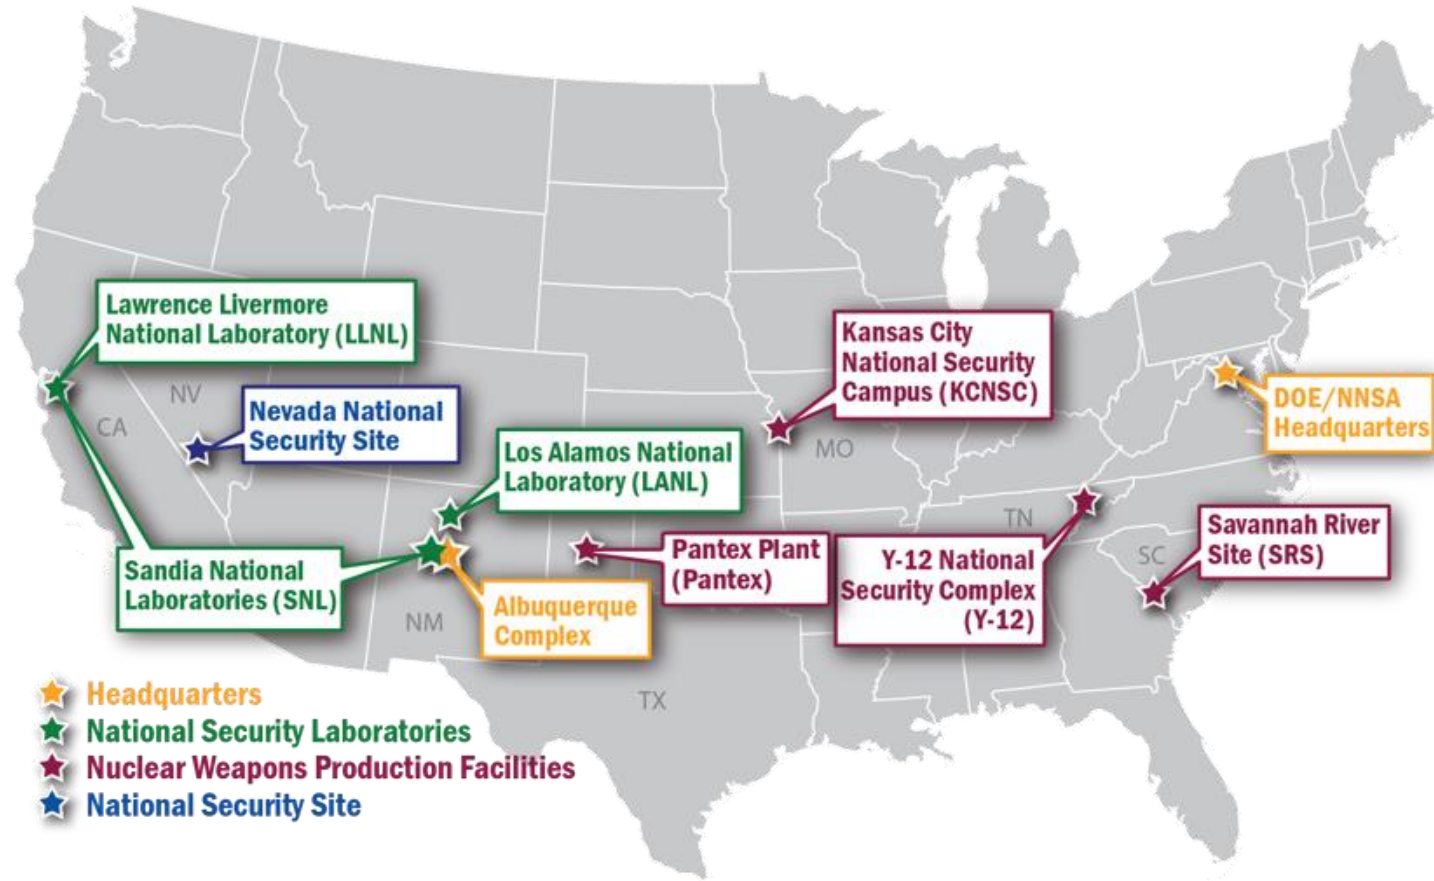 Lawrence Livermore
National Laboratory (LLNL)
NV
CA
Nevada National
Security Site
Kansas City
National Security
Campus (KCNSC)
MO
DOE/NNSA
Headquarters
Los Alamos National
Laboratory (LANL)
Sandia National
Laboratories (SNL)
Albuquerque
Complex
NM
Pantex Plant
(Pantex)
TN
Y-12 National
Security Complex
(Y-12)
SC
Savannah River
Site (SRS)
TX
Headquarters
National Security Laboratories
Nuclear Weapons Production Facilities
National Security Site